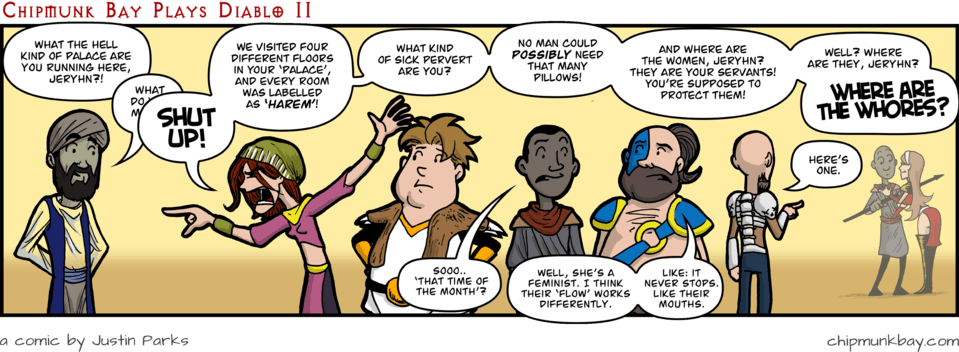 CHIPMUNK BAY PLAYS DIABLO II
WHAT THE HELL
KIND OF PALACE ARE
YOU RUNNING HERE,
JERYHN?!
WHAT
SHUT
UP!
WE VISITED FOUR
DIFFERENT FLOORS
IN YOUR 'PALACE',
AND EVERY ROOM
WAS LABELLED
AS 'HAREM'!
WHAT KIND
OF SICK PERVERT
ARE YOU?
NO MAN COULD
POSSIBLY NEED
THAT MANY
PILLOWS!
AND WHERE ARE
THE WOMEN, JERYHN?
THEY ARE YOUR SERVANTS!
YOU'RE SUPPOSED TO
PROTECT THEM!
WELL? WHERE
ARE THEY, JERYHN?
WHERE ARE
THE WHORES?
HERE'S
ONE.
SOOO..
'THAT TIME OF
THE MONTH'?
WELL, SHE'S A
FEMINIST. I THINK
THEIR 'FLOW' WORKS
DIFFERENTLY.
LIKE: IT
NEVER STOPS.
LIKE THEIR
MOUTHS.
a comic by Justin Parks
chipmunkbay.com